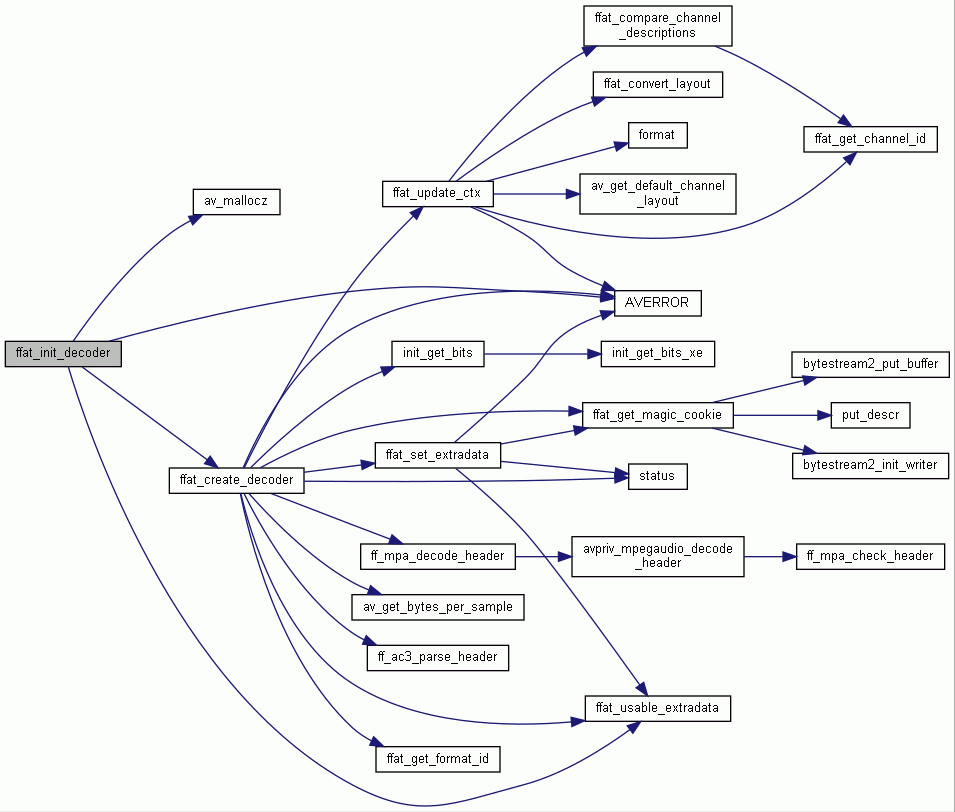 ffat_compare_channel
_descriptions
ffat_convert_layout
format
ffat_get_channel_id
av_get_default_channel
_layout
ffat_update_ctx
av_mallocz
AVERROR
ffat_init_decoder
init_get_bits
init_get_bits_xe
bytestream2_put_buffer
ffat_get_magic_cookie
put_descr
ffat_set_extradata
bytestream2_init_writer
ffat_create_decoder
status
ff_mpa_decode_header
avpriv_mpegaudio_decode
_header
ff_mpa_check_header
av_get_bytes_per_sample
ff_ac3_parse_header
ffat_usable_extradata
ffat_get_format_id